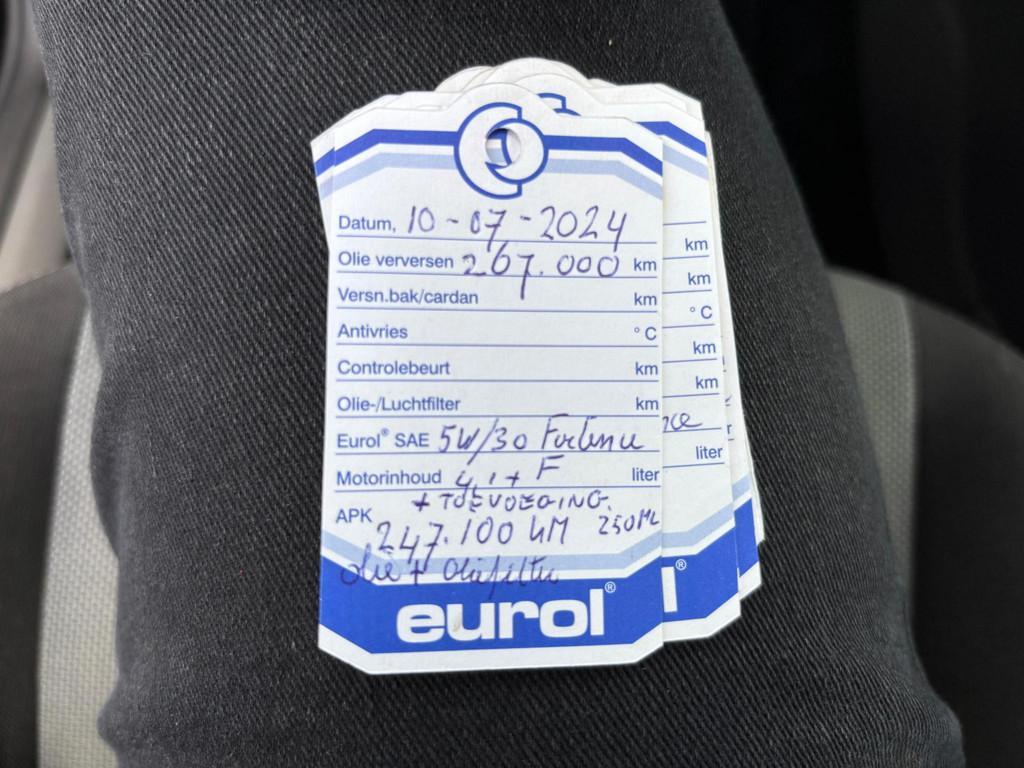 Datum, 10-07-2024
Olie verversen 267.000 km
Versn.bak/cardan km
Antivries °C
Controlebeurt km
Olie-/Luchtfilter km
Eurol® SAE 5W/30
Motorinhoud 4,1 + F liter
+ TOEVOEGING.
APK 247.100 KM 250ML
olie + oliefilter
eurol®
km
km
°C
km
km
liter